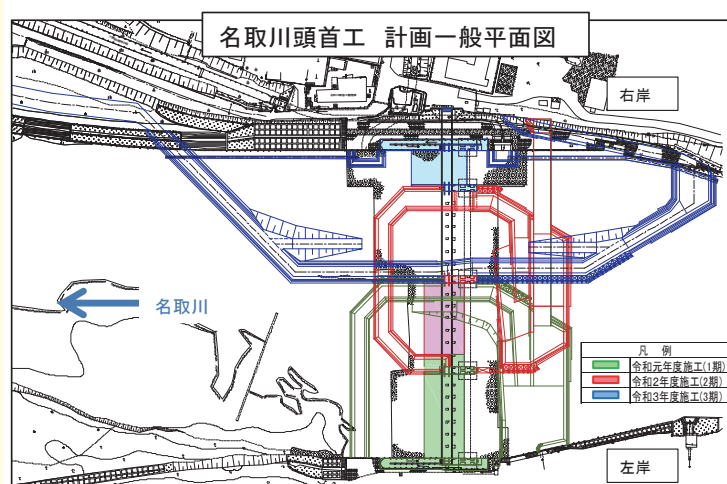 名取川頭首工 計画一般平面図
右岸
名取川
凡 例
令和元年度施工(1期)
令和2年度施工(2期)
令和3年度施工(3期)
左岸